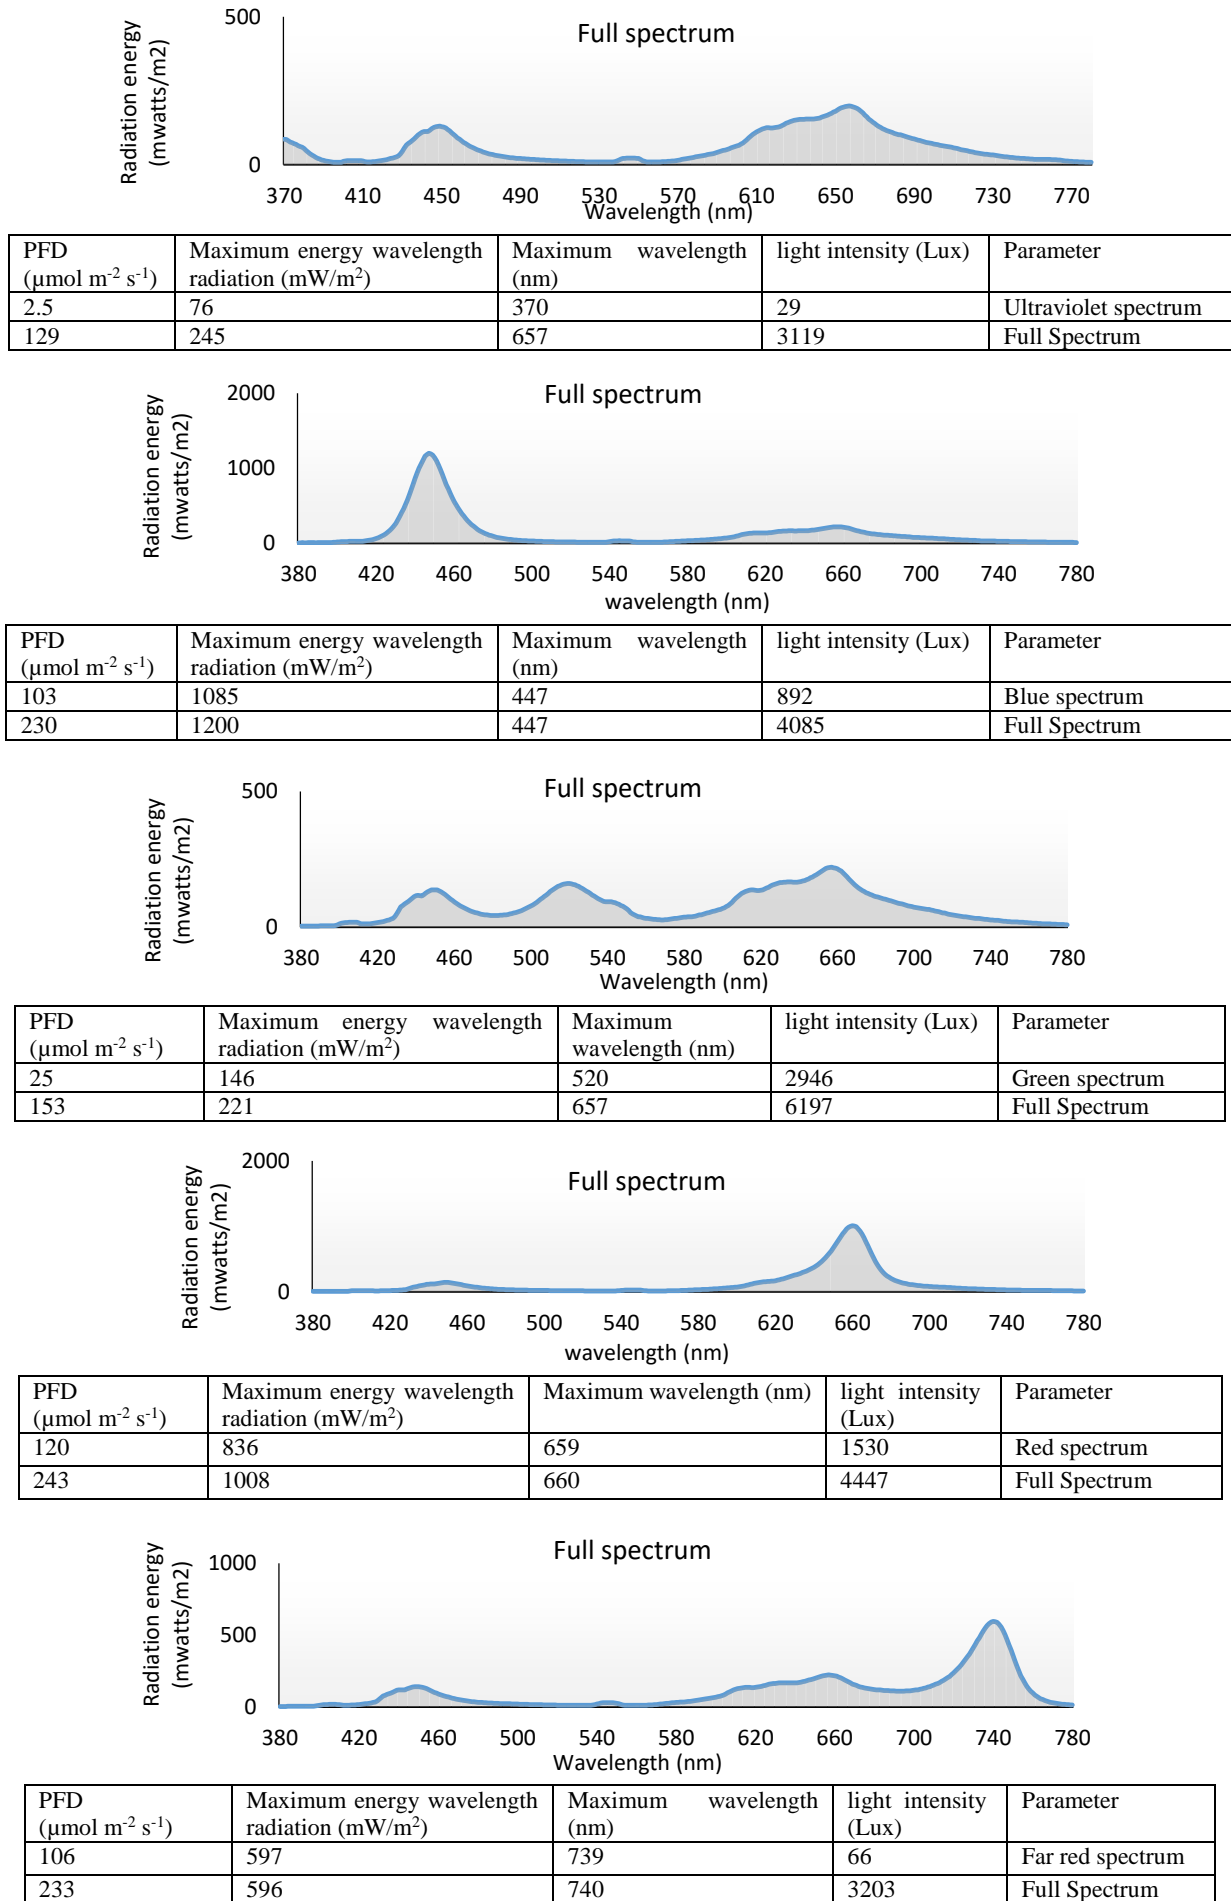 Full spectrum
Radiation energy
(mwatts/m2)
500
0
370 410 450 490 530 570 610 650 690 730 770
Wavelength (nm)
PFD Maximum energy wavelength Maximum wavelength light intensity (Lux) Parameter
(µmol m-2 s-1) radiation (mW/m2) (nm)
2.5 76 370 29 Ultraviolet spectrum
129 245 657 3119 Full Spectrum
Full spectrum
Radiation energy
(mwatts/m2)
2000
1000
0
380 420 460 500 540 580 620 660 700 740 780
wavelength (nm)
PFD Maximum energy wavelength Maximum wavelength light intensity (Lux) Parameter
(µmol m-2 s-1) radiation (mW/m2) (nm)
103 1085 447 892 Blue spectrum
230 1200 447 4085 Full Spectrum
Full spectrum
Radiation energy
(mwatts/m2)
500
0
380 420 460 500 540 580 620 660 700 740 780
Wavelength (nm)
PFD Maximum energy wavelength Maximum light intensity (Lux) Parameter
(µmol m-2 s-1) radiation (mW/m2) wavelength (nm)
25 146 520 2946 Green spectrum
153 221 657 6197 Full Spectrum
Full spectrum
Radiation energy
(mwatts/m2)
2000
0
380 420 460 500 540 580 620 660 700 740 780
wavelength (nm)
PFD Maximum energy wavelength Maximum wavelength (nm) light intensity Parameter
(µmol m-2 s-1) radiation (mW/m2) (Lux)
120 836 659 1530 Red spectrum
243 1008 660 4447 Full Spectrum
Full spectrum
Radiation energy
(mwatts/m2)
1000
500
0
380 420 460 500 540 580 620 660 700 740 780
Wavelength (nm)
PFD Maximum energy wavelength Maximum wavelength light intensity Parameter
(µmol m-2 s-1) radiation (mW/m2) (nm) (Lux)
106 597 739 66 Far red spectrum
233 596 740 3203 Full Spectrum